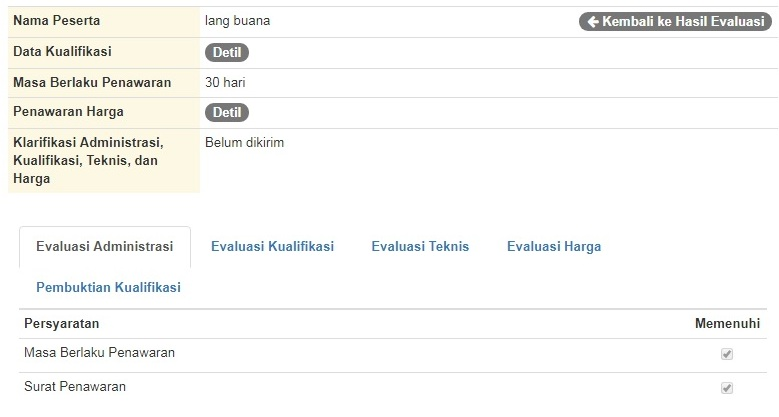 Nama Peserta lang buana Kembali ke Hasil Evaluasi
Data Kualifikasi Detil
Masa Berlaku Penawaran 30 hari
Penawaran Harga Detil
Klarifikasi Administrasi, Belum dikirim
Kualifikasi, Teknis, dan
Harga
Evaluasi Administrasi Evaluasi Kualifikasi Evaluasi Teknis Evaluasi Harga
Pembuktian Kualifikasi
Persyaratan Memenuhi
Masa Berlaku Penawaran
Surat Penawaran